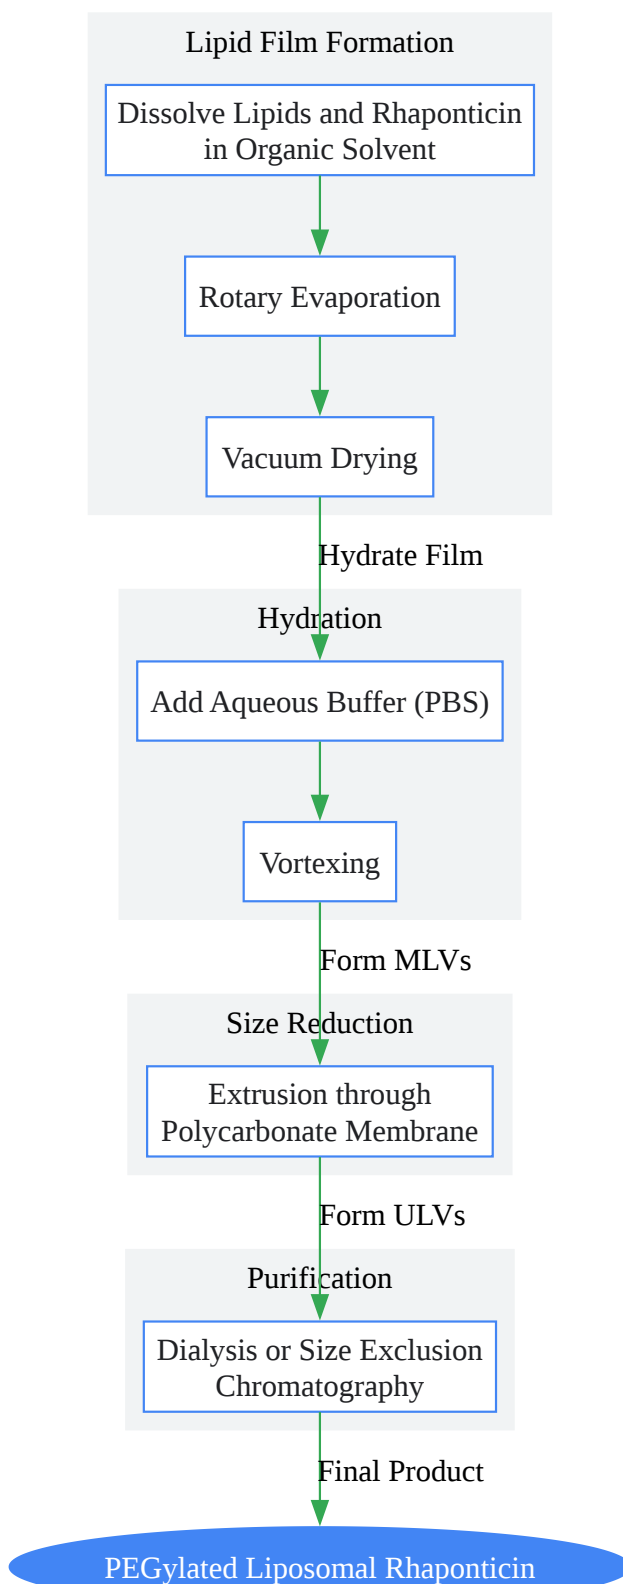 Lipid Film Formation
Dissolve Lipids and Rhaponticin
in Organic Solvent
Rotary Evaporation
Vacuum Drying
Hydrate Film
Hydration
Add Aqueous Buffer (PBS)
Vortexing
Form MLVs
Size Reduction
Extrusion through
Polycarbonate Membrane
Form ULVs
Purification
Dialysis or Size Exclusion
Chromatography
Final Product
PEGylated Liposomal Rhaponticin